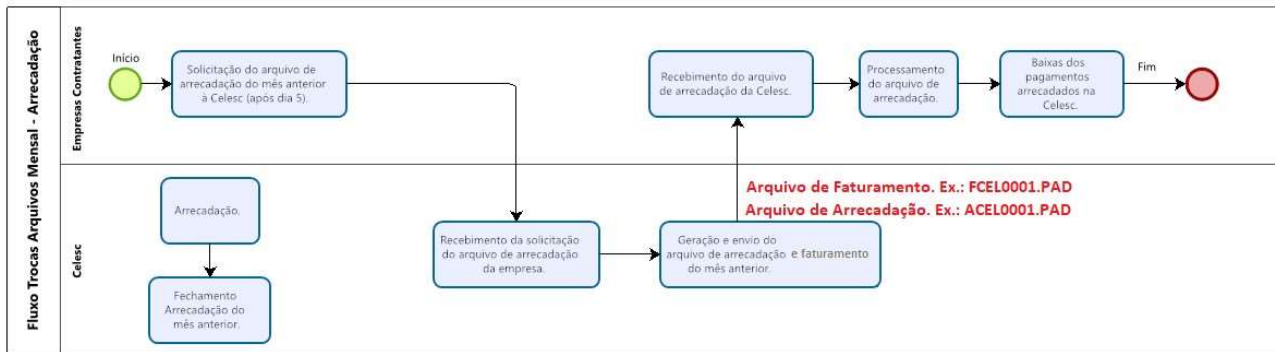 Fluxo Trocas Arquivos Mensal - Arrecadação
Empresas Contratantes
Início
Solicitação do arquivo de
arrecadação do mês anterior
à Celesc (após dia 5).
Recebimento do arquivo
de arrecadação da Celesc.
Processamento
do arquivo de
arrecadação.
Baixas dos
pagamentos
arrecadados na
Celesc.
Fim
Celesc
Arrecadação.
Fechamento
Arrecadação do
mês anterior.
Recebimento da solicitação
do arquivo de arrecadação
da empresa.
Arquivo de Faturamento. Ex.: FCEL0001.PAD
Arquivo de Arrecadação. Ex.: ACEL0001.PAD
Geração e envio do
arquivo de arrecadação e faturamento
do mês anterior.